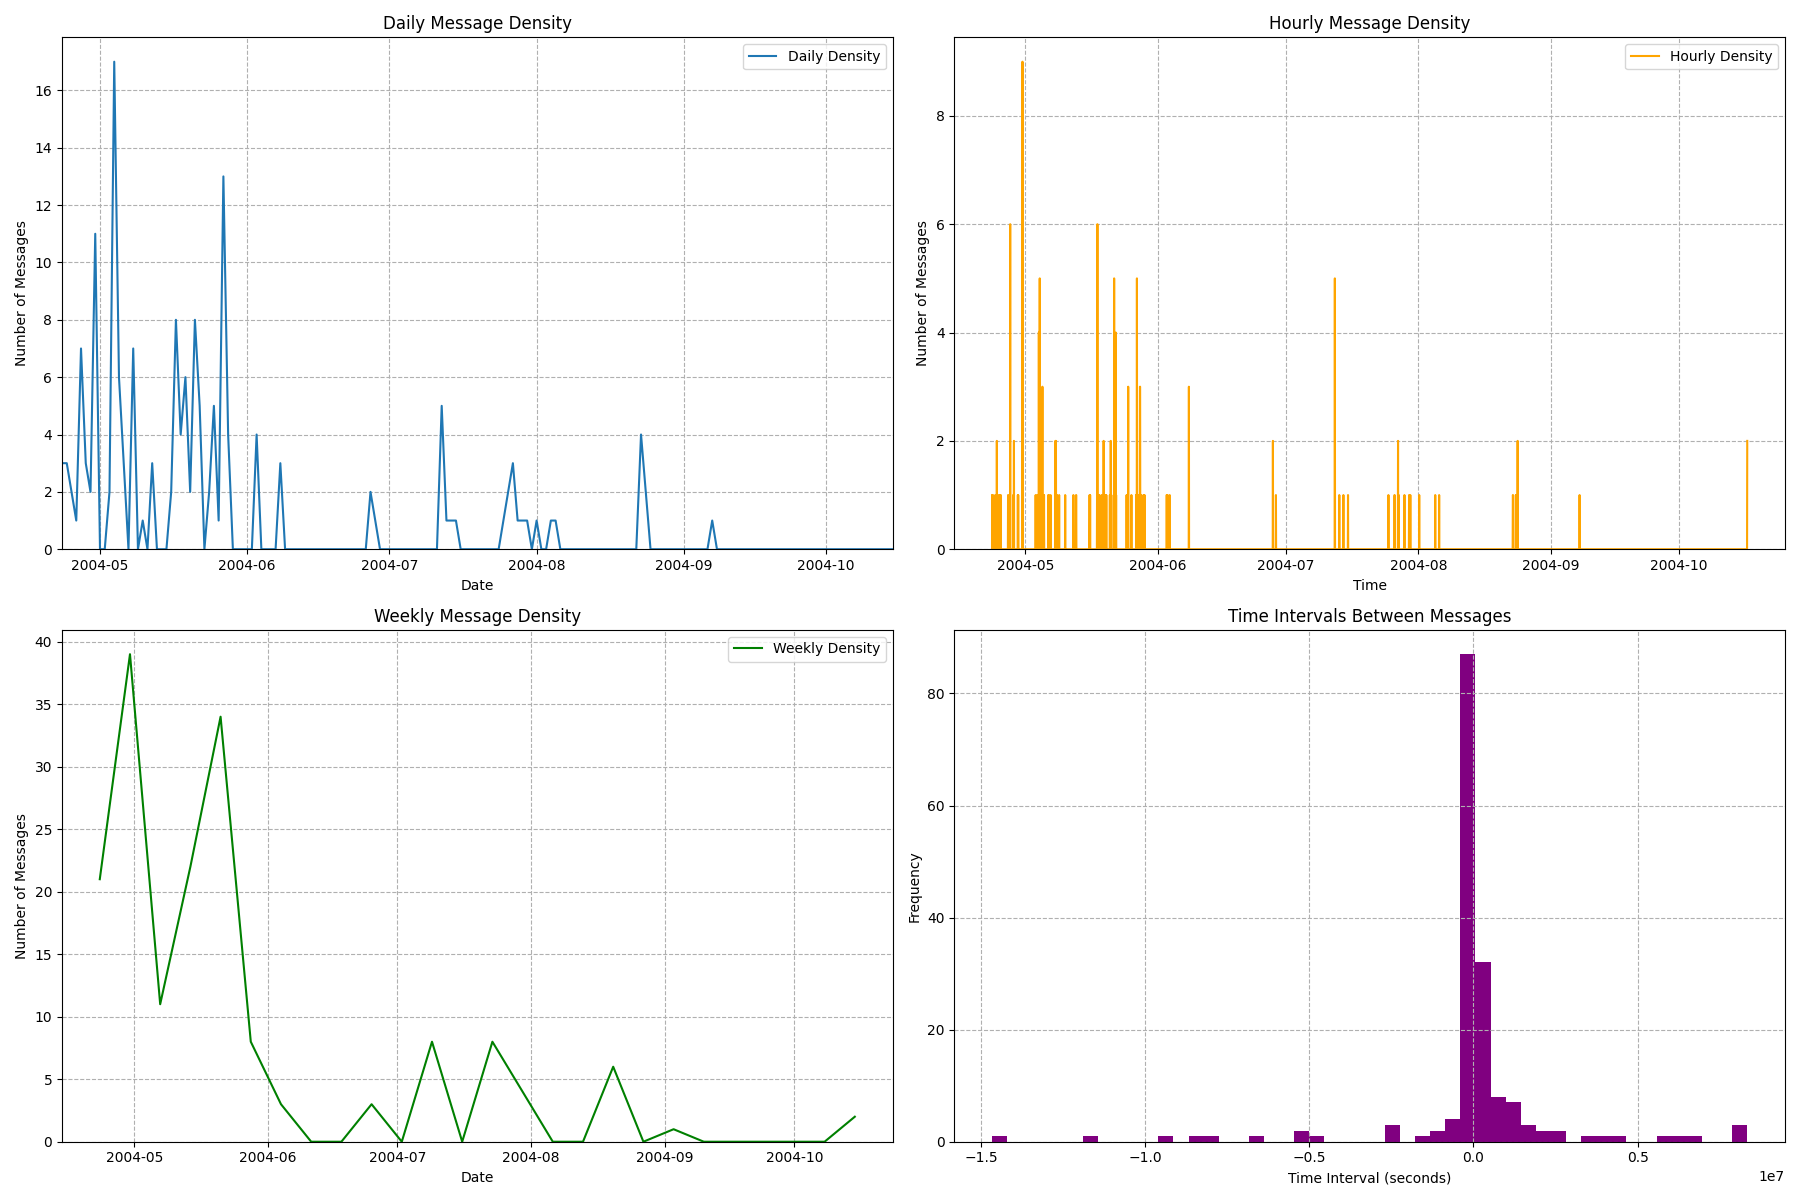 Daily Message Density
Daily Density
Number of Messages
16
14
12
10
8
6
4
2
0
2004-05 2004-06 2004-07 2004-08 2004-09 2004-10
Date
Hourly Message Density
Hourly Density
Number of Messages
8
6
4
2
0
2004-05 2004-06 2004-07 2004-08 2004-09 2004-10
Time
Weekly Message Density
Weekly Density
Number of Messages
40
35
30
25
20
15
10
5
0
2004-05 2004-06 2004-07 2004-08 2004-09 2004-10
Date
Time Intervals Between Messages
Frequency
80
60
40
20
0
−1.5 −1.0 −0.5 0.0 0.5
1e7
Time Interval (seconds)